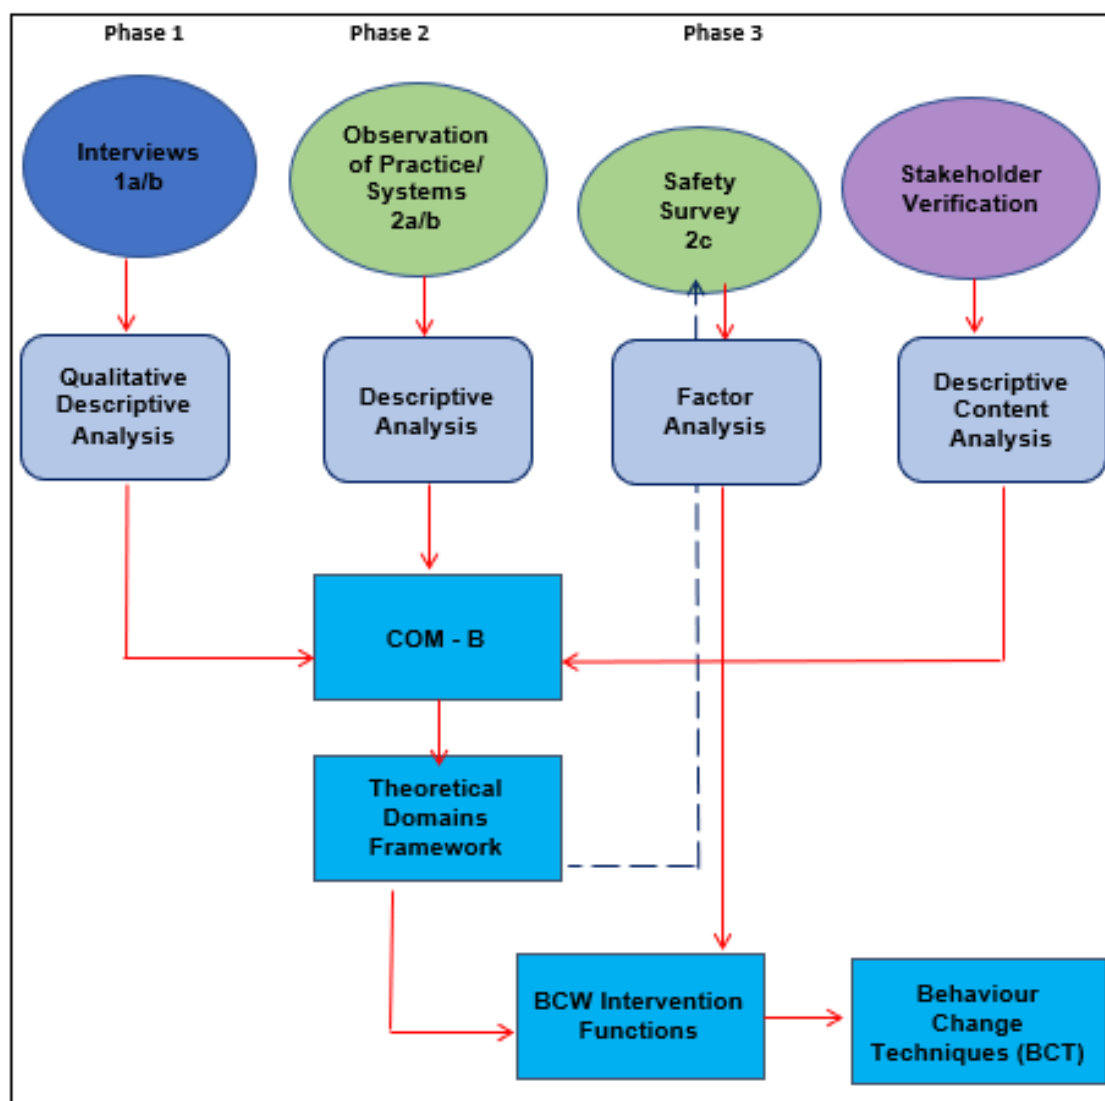 Phase 1
Phase 2
Phase 3
Interviews
1a/b
Observation
of Practice/
Systems
2a/b
Safety
Survey
2c
Stakeholder
Verification
Qualitative
Descriptive
Analysis
Descriptive
Analysis
Factor
Analysis
Descriptive
Content
Analysis
COM - B
Theoretical
Domains
Framework
BCW Intervention
Functions
Behaviour
Change
Techniques (BCT)